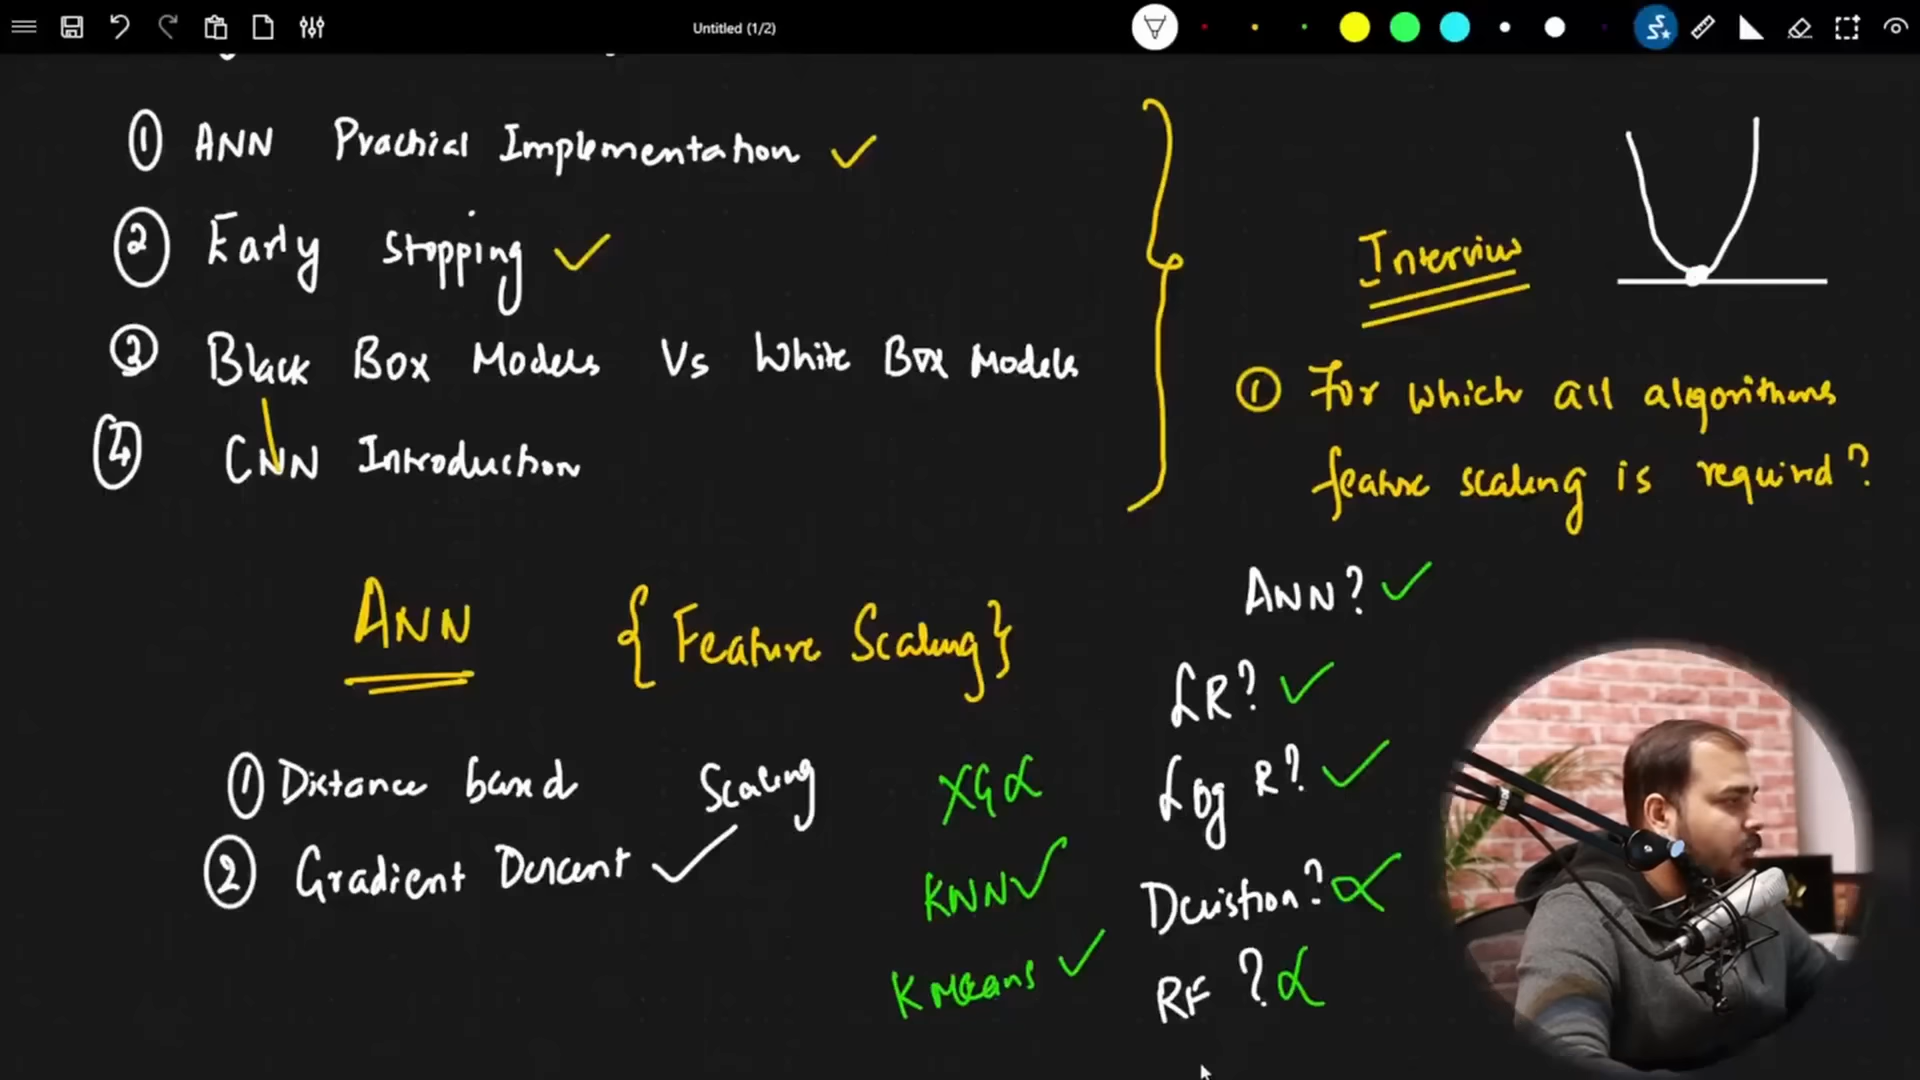 Untitled (1/2)
① ANN Practical Implementation ✓
② Early Stopping ✓
③ Black Box Models Vs White Box Models
④ CNN Introduction
Interview
① For which all algorithms
feature scaling is required?
ANN {Feature Scaling}
① Distance based Scaling
② Gradient Descent ✓
XG ✗
KNN ✓
K Means ✓
ANN? ✓
LR? ✓
Log R? ✓
Decistion? ✗
RF ? ✗